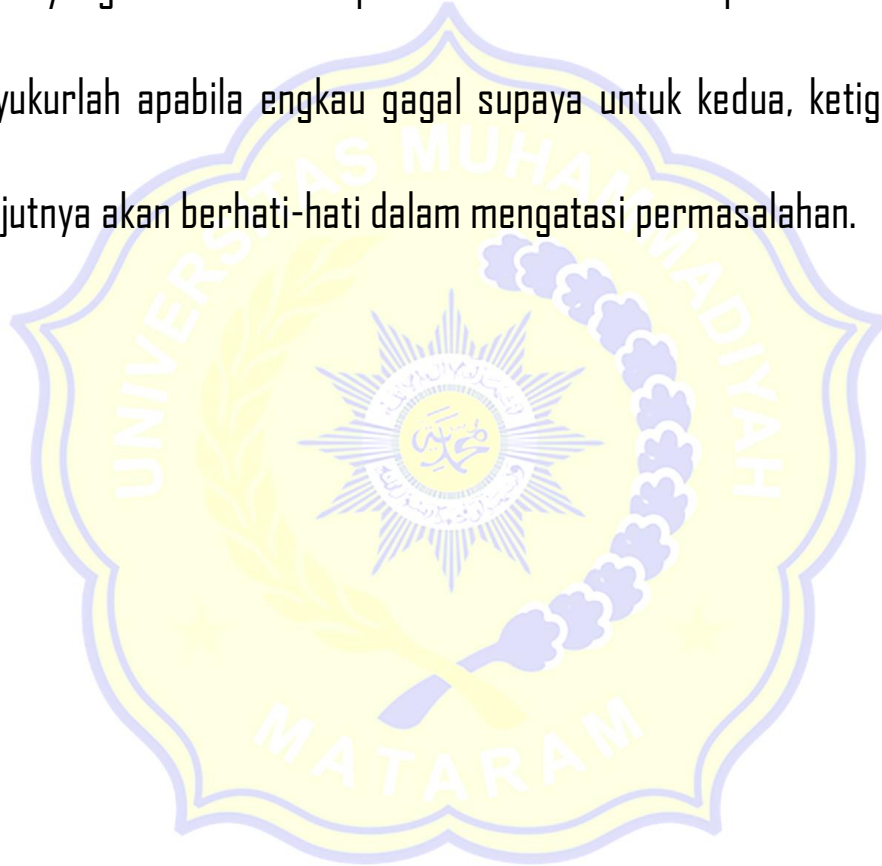 yukurlah apabila engkau gagal supaya untuk kedua, ketig
jutnya akan berhati-hati dalam mengatasi permasalahan.
UNIVERSITAS MUHAMMADIYAH
MATARAM